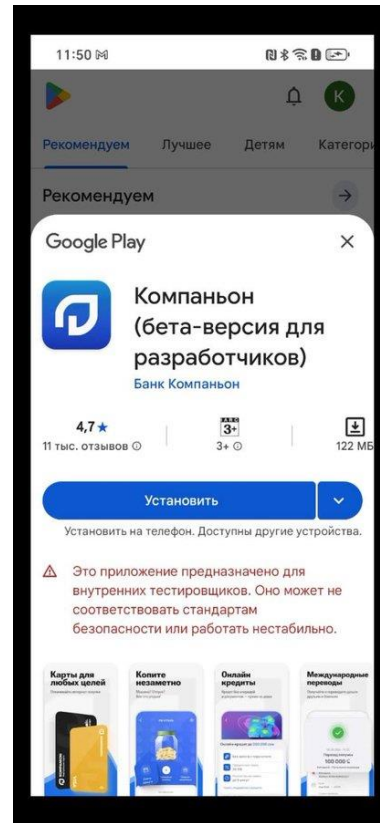 11:50
K
Рекомендуем Лучшее Детям Категори
Рекомендуем
Google Play
Компаньон
(бета-версия для
разработчиков)
Банк Компаньон
4,7★
11 тыс. отзывов
3+
3+
122 МБ
Установить
Установить на телефон. Доступны другие устройства.
Это приложение предназначено для
внутренних тестировщиков. Оно может не
соответствовать стандартам
безопасности или работать нестабильно.
Карты для
любых целей
Копите
незаметно
Онлайн
кредиты
Международные
переводы
100 000 с